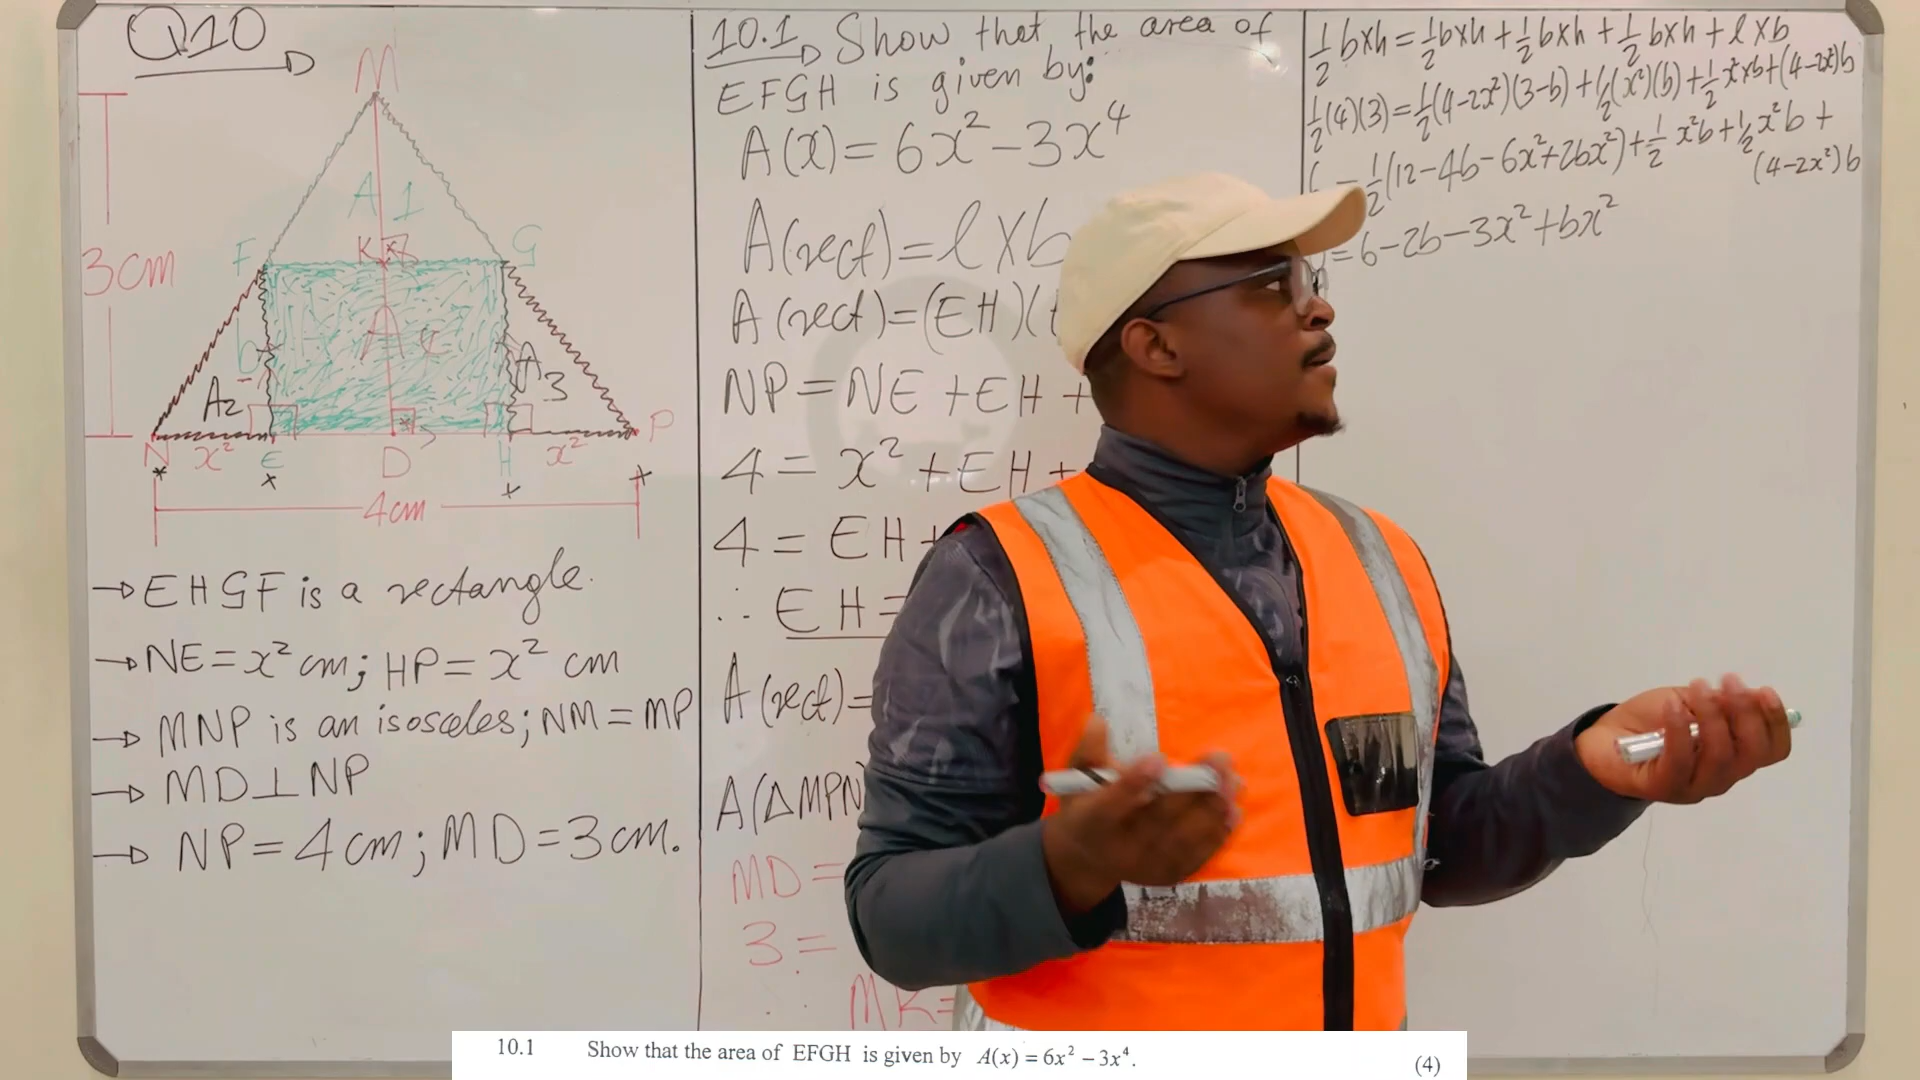 Q10
M
A1
F
K
G
3cm
b
A4
A2
A3
N
x²
E
D
H
x²
P
4cm
→ EHGF is a rectangle.
→ NE = x² cm; HP = x² cm
→ MNP is an isosceles; NM = MP
→ MD ⊥ NP
→ NP = 4cm; MD = 3cm.
10.1 Show that the area of
EFGH is given by:
A(x) = 6x² - 3x⁴
A(rect) = l x b
A(rect) = (EH)(
NP = NE + EH +
4 = x² + EH +
4 = EH +
∴ EH =
A(rect) =
A(ΔMPN)
MD =
3 =
∴ MK =
½ b x h = ½ b x h + ½ b x h + ½ b x h + l x b
½(4)(3) = ½(4-2x²)(3-b) + ½(x²)(b) + ½ x² x b + (4-2x²)b
= ½(12-4b-6x²+2bx²) + ½ x²b + ½ x²b +
(4-2x²)b
= 6-2b-3x²+bx²
10.1 Show that the area of EFGH is given by A(x) = 6x² − 3x⁴.
(4)